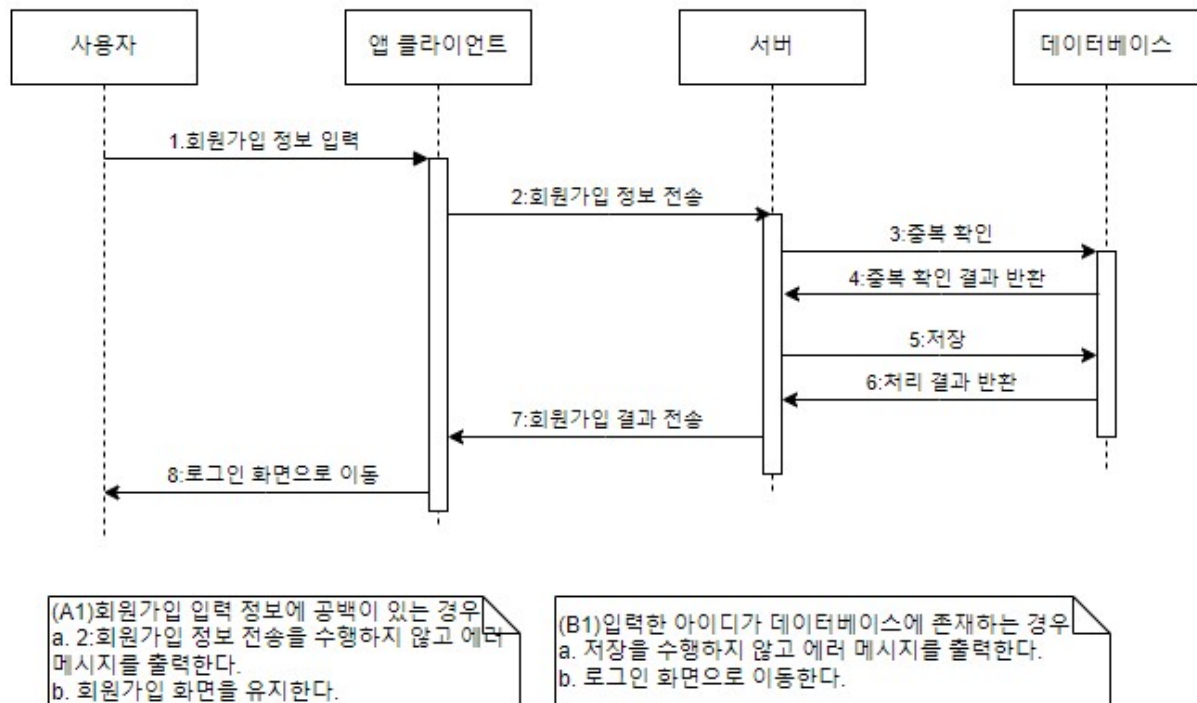 사용자
앱 클라이언트
서버
데이터베이스
1.회원가입 정보 입력
2:회원가입 정보 전송
3:중복 확인
4:중복 확인 결과 반환
5:저장
6:처리 결과 반환
7:회원가입 결과 전송
8:로그인 화면으로 이동
(A1)회원가입 입력 정보에 공백이 있는 경우
a. 2:회원가입 정보 전송을 수행하지 않고 에러
메시지를 출력한다.
b. 회원가입 화면을 유지한다.
(B1)입력한 아이디가 데이터베이스에 존재하는 경우
a. 저장을 수행하지 않고 에러 메시지를 출력한다.
b. 로그인 화면으로 이동한다.